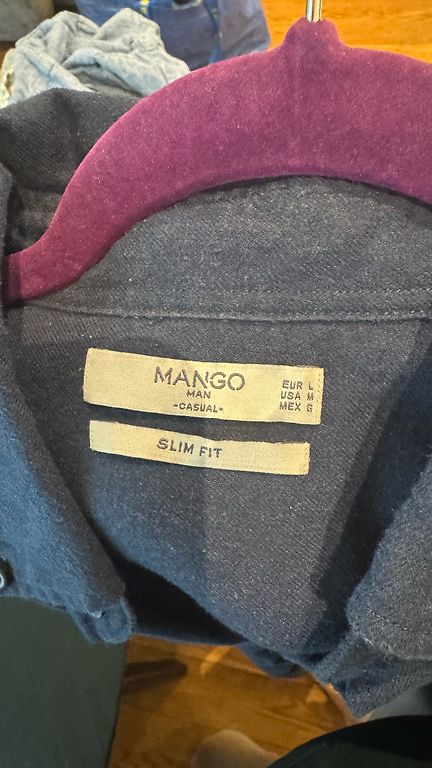 MANGO
MAN
-CASUAL-
EUR L
USA M
MEX G
SLIM FIT